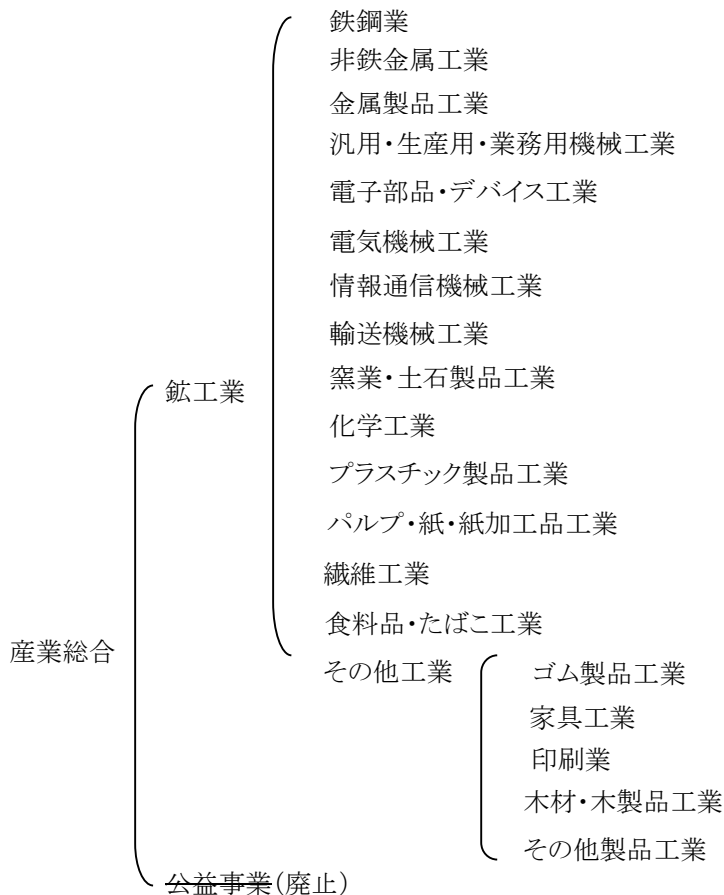 鉄鋼業
非鉄金属工業
金属製品工業
汎用・生産用・業務用機械工業
電子部品・デバイス工業
電気機械工業
情報通信機械工業
輸送機械工業
窯業・土石製品工業
鉱工業
化学工業
プラスチック製品工業
パルプ・紙・紙加工品工業
繊維工業
食料品・たばこ工業
産業総合
その他工業
ゴム製品工業
家具工業
印刷業
木材・木製品工業
その他製品工業
公益事業(廃止)